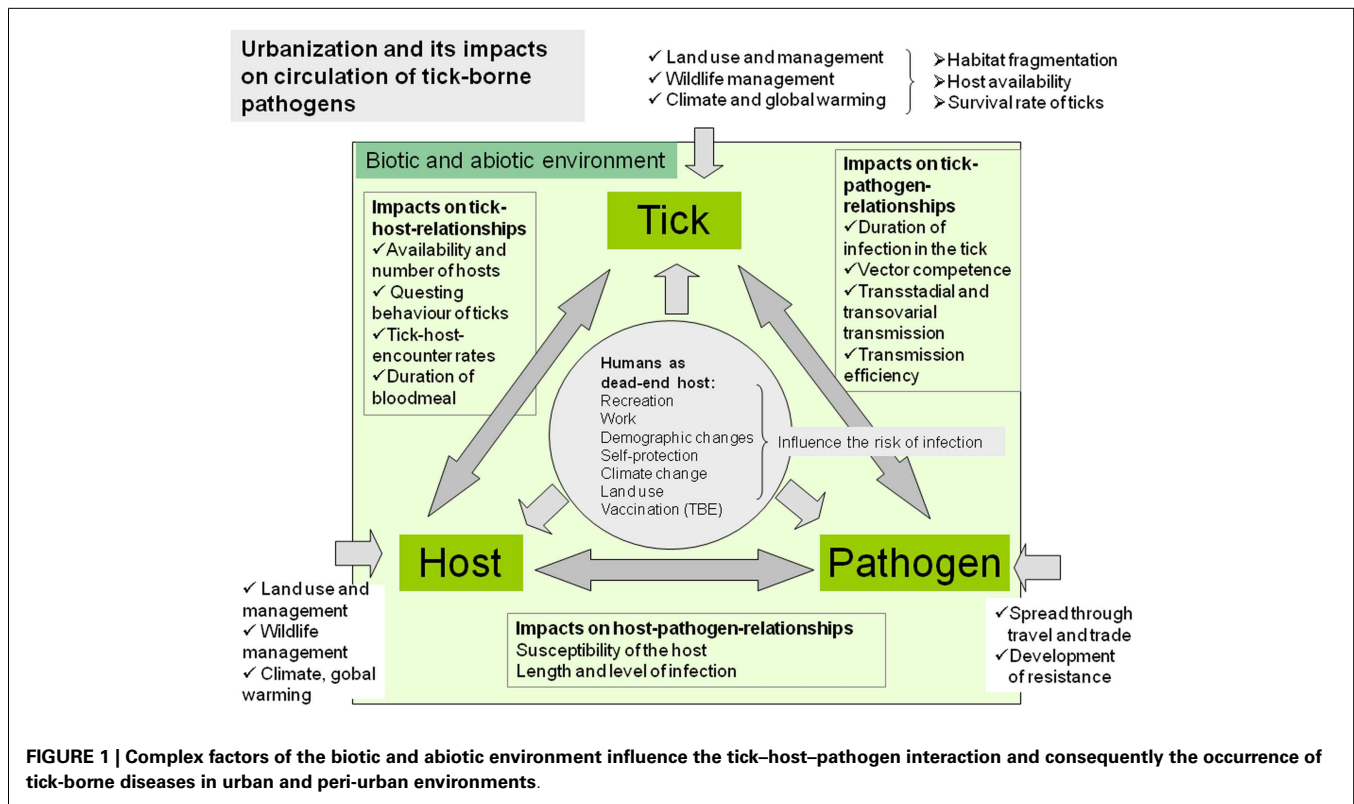 Urbanization and its impacts
on circulation of tick-borne
pathogens
✓ Land use and management
✓ Wildlife management
✓ Climate and global warming
➢Habitat fragmentation
➢Host availability
➢Survival rate of ticks
Biotic and abiotic environment
Impacts on tick-
host-relationships
✓Availability and
number of hosts
✓ Questing
behaviour of ticks
✓Tick-host-
encounter rates
✓Duration of
bloodmeal
Tick
Impacts on tick-
pathogen-
relationships
✓Duration of
infection in the tick
✓Vector competence
✓Transstadial and
transovarial
transmission
✓Transmission
efficiency
Humans as
dead-end host:
Recreation
Work
Demographic changes
Self-protection
Climate change
Land use
Vaccination (TBE)
Influence the risk of infection
Host
Pathogen
✓ Land use and
management
✓ Wildlife
management
✓ Climate, gobal
warming
Impacts on host-pathogen-relationships
Susceptibility of the host
Length and level of infection
✓Spread through
travel and trade
✓Development
of resistance
FIGURE 1 | Complex factors of the biotic and abiotic environment influence the tick–host–pathogen interaction and consequently the occurrence of
tick-borne diseases in urban and peri-urban environments.